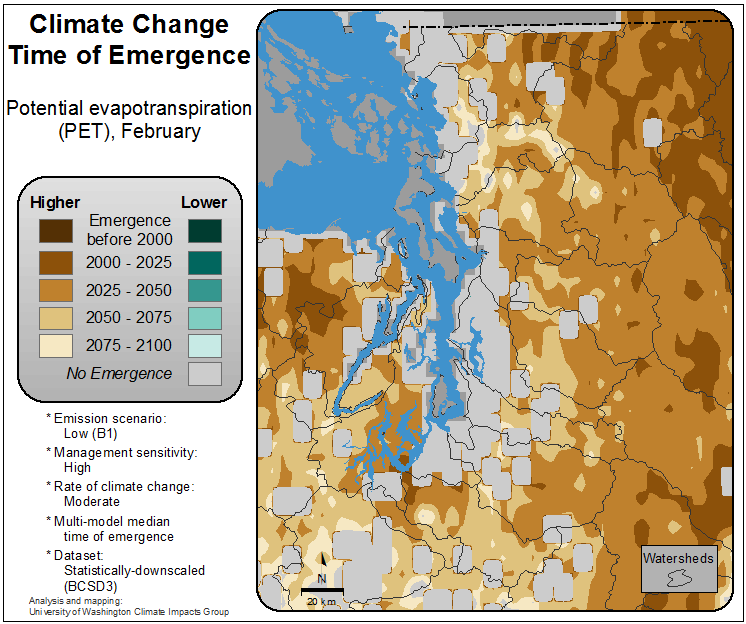 Climate Change
Time of Emergence
Potential evapotranspiration
(PET), February
Higher Lower
Emergence
before 2000
2000 - 2025
2025 - 2050
2050 - 2075
2075 - 2100
No Emergence
* Emission scenario:
Low (B1)
* Management sensitivity:
High
* Rate of climate change:
Moderate
* Multi-model median
time of emergence
* Dataset:
Statistically-downscaled
(BCSD3)
Analysis and mapping:
University of Washington Climate Impacts Group
N
20 km
Watersheds